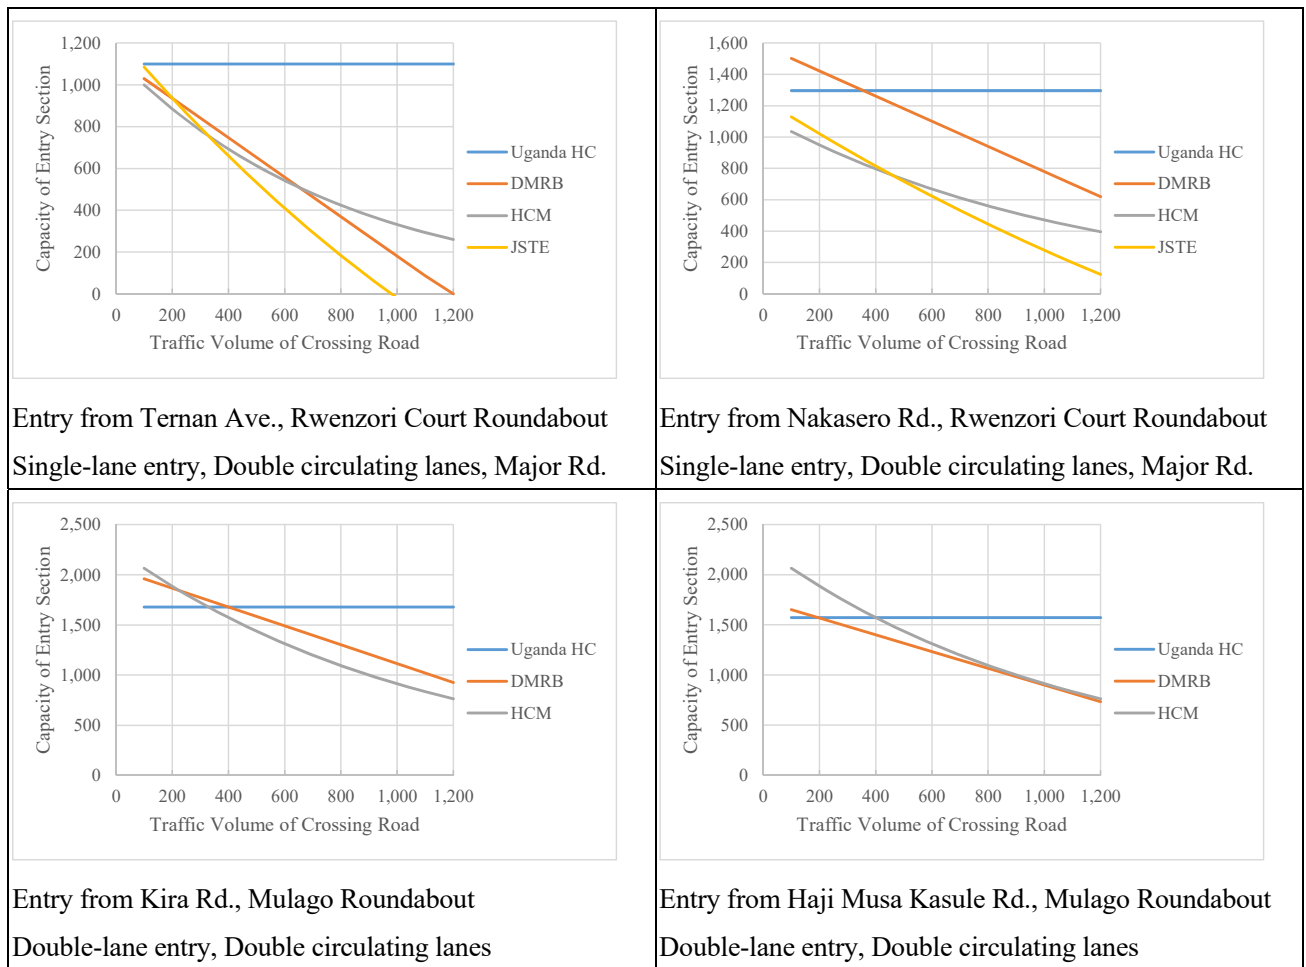 1,200
1,000
800
600
400
200
0
Capacity of Entry Section
0 200 400 600 800 1,000 1,200
Traffic Volume of Crossing Road
Uganda HC
DMRB
HCM
JSTE
Entry from Ternan Ave., Rwenzori Court Roundabout
Single-lane entry, Double circulating lanes, Major Rd.
1,600
1,400
1,200
1,000
800
600
400
200
0
Capacity of Entry Section
0 200 400 600 800 1,000 1,200
Traffic Volume of Crossing Road
Uganda HC
DMRB
HCM
JSTE
Entry from Nakasero Rd., Rwenzori Court Roundabout
Single-lane entry, Double circulating lanes, Major Rd.
2,500
2,000
1,500
1,000
500
0
Capacity of Entry Section
0 200 400 600 800 1,000 1,200
Traffic Volume of Crossing Road
Uganda HC
DMRB
HCM
Entry from Kira Rd., Mulago Roundabout
Double-lane entry, Double circulating lanes
2,500
2,000
1,500
1,000
500
0
Capacity of Entry Section
0 200 400 600 800 1,000 1,200
Traffic Volume of Crossing Road
Uganda HC
DMRB
HCM
Entry from Haji Musa Kasule Rd., Mulago Roundabout
Double-lane entry, Double circulating lanes